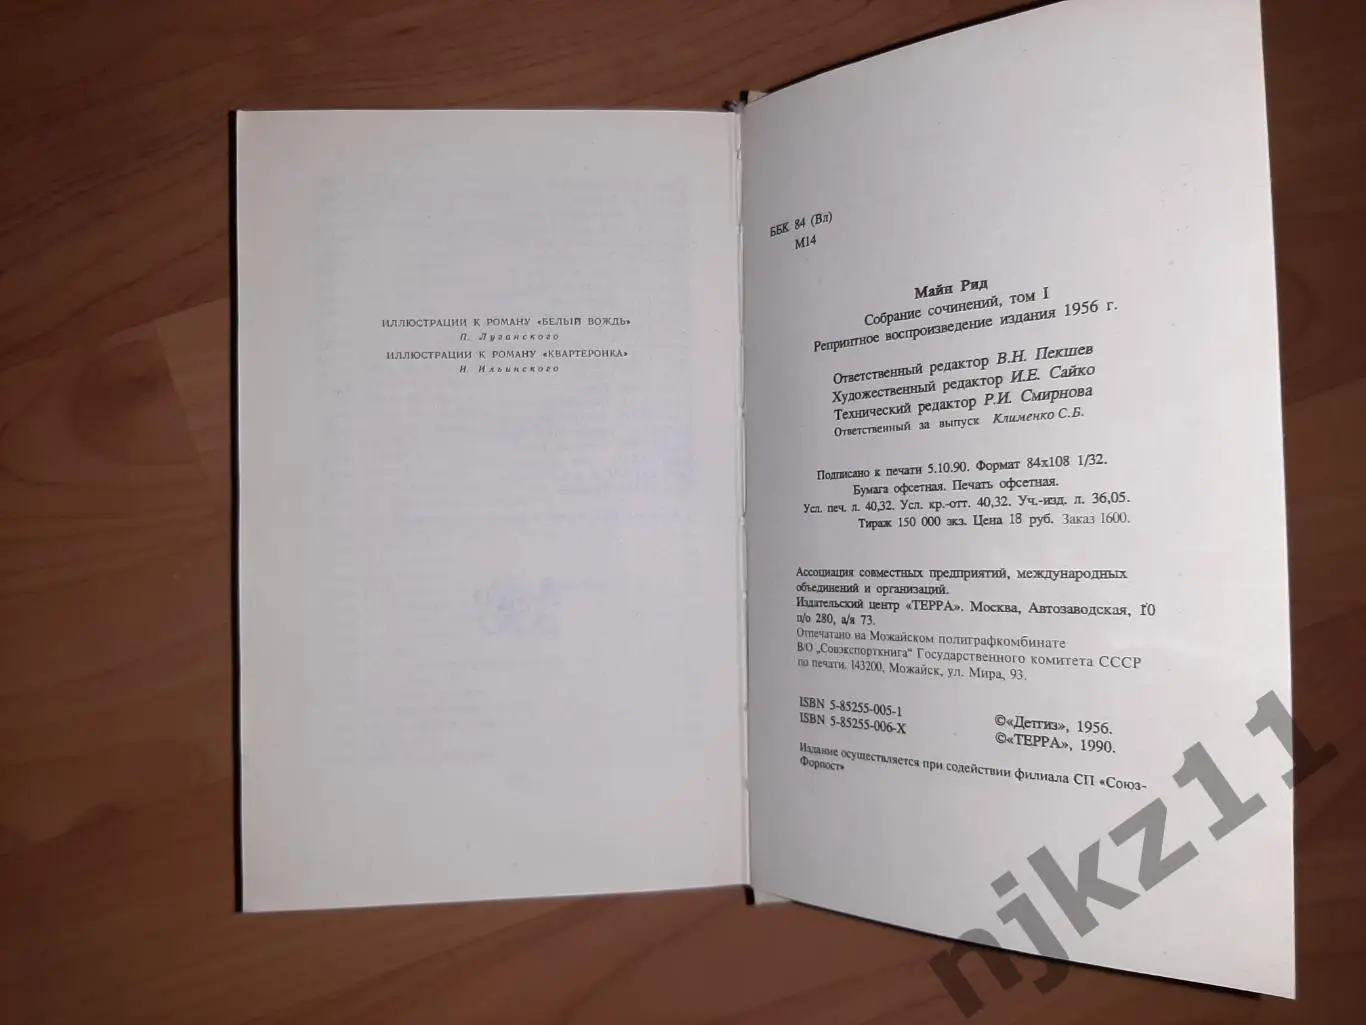 ИЛЛЮСТРАЦИИ К РОМАНУ «БЕЛЫЙ ВОЖДЬ»
П. Луганского
ИЛЛЮСТРАЦИИ К РОМАНУ «КВАРТЕРОНКА»
И. Ильинского
ББК 84 (Вл)
М14
Майн Рид
Собрание сочинений, том I
Репринтное воспроизведение издания 1956 г.
Ответственный редактор В.Н. Пекшев
Художественный редактор И.Е. Сайко
Технический редактор Р.И. Смирнова
Ответственный за выпуск Клименко С.Б.
Подписано к печати 5.10.90. Формат 84х108 1/32.
Бумага офсетная. Печать офсетная.
Усл. печ. л. 40,32. Усл. кр.-отт. 40,32. Уч.-изд. л. 36,05.
Тираж 150 000 экз. Цена 18 руб. Заказ 1600.
Ассоциация совместных предприятий, международных
объединений и организаций.
Издательский центр «ТЕРРА». Москва, Автозаводская, 10
п/о 280, а/я 73.
Отпечатано на Можайском полиграфкомбинате
В/О „Совэкспорткнига" Государственного комитета СССР
по печати. 143200, Можайск, ул. Мира, 93.
ISBN 5-85255-005-1
ISBN 5-85255-006-X
©«Детгиз», 1956.
©«ТЕРРА», 1990.
Издание осуществляется при содействии филиала СП «Союз-
Форпост»
njkz11